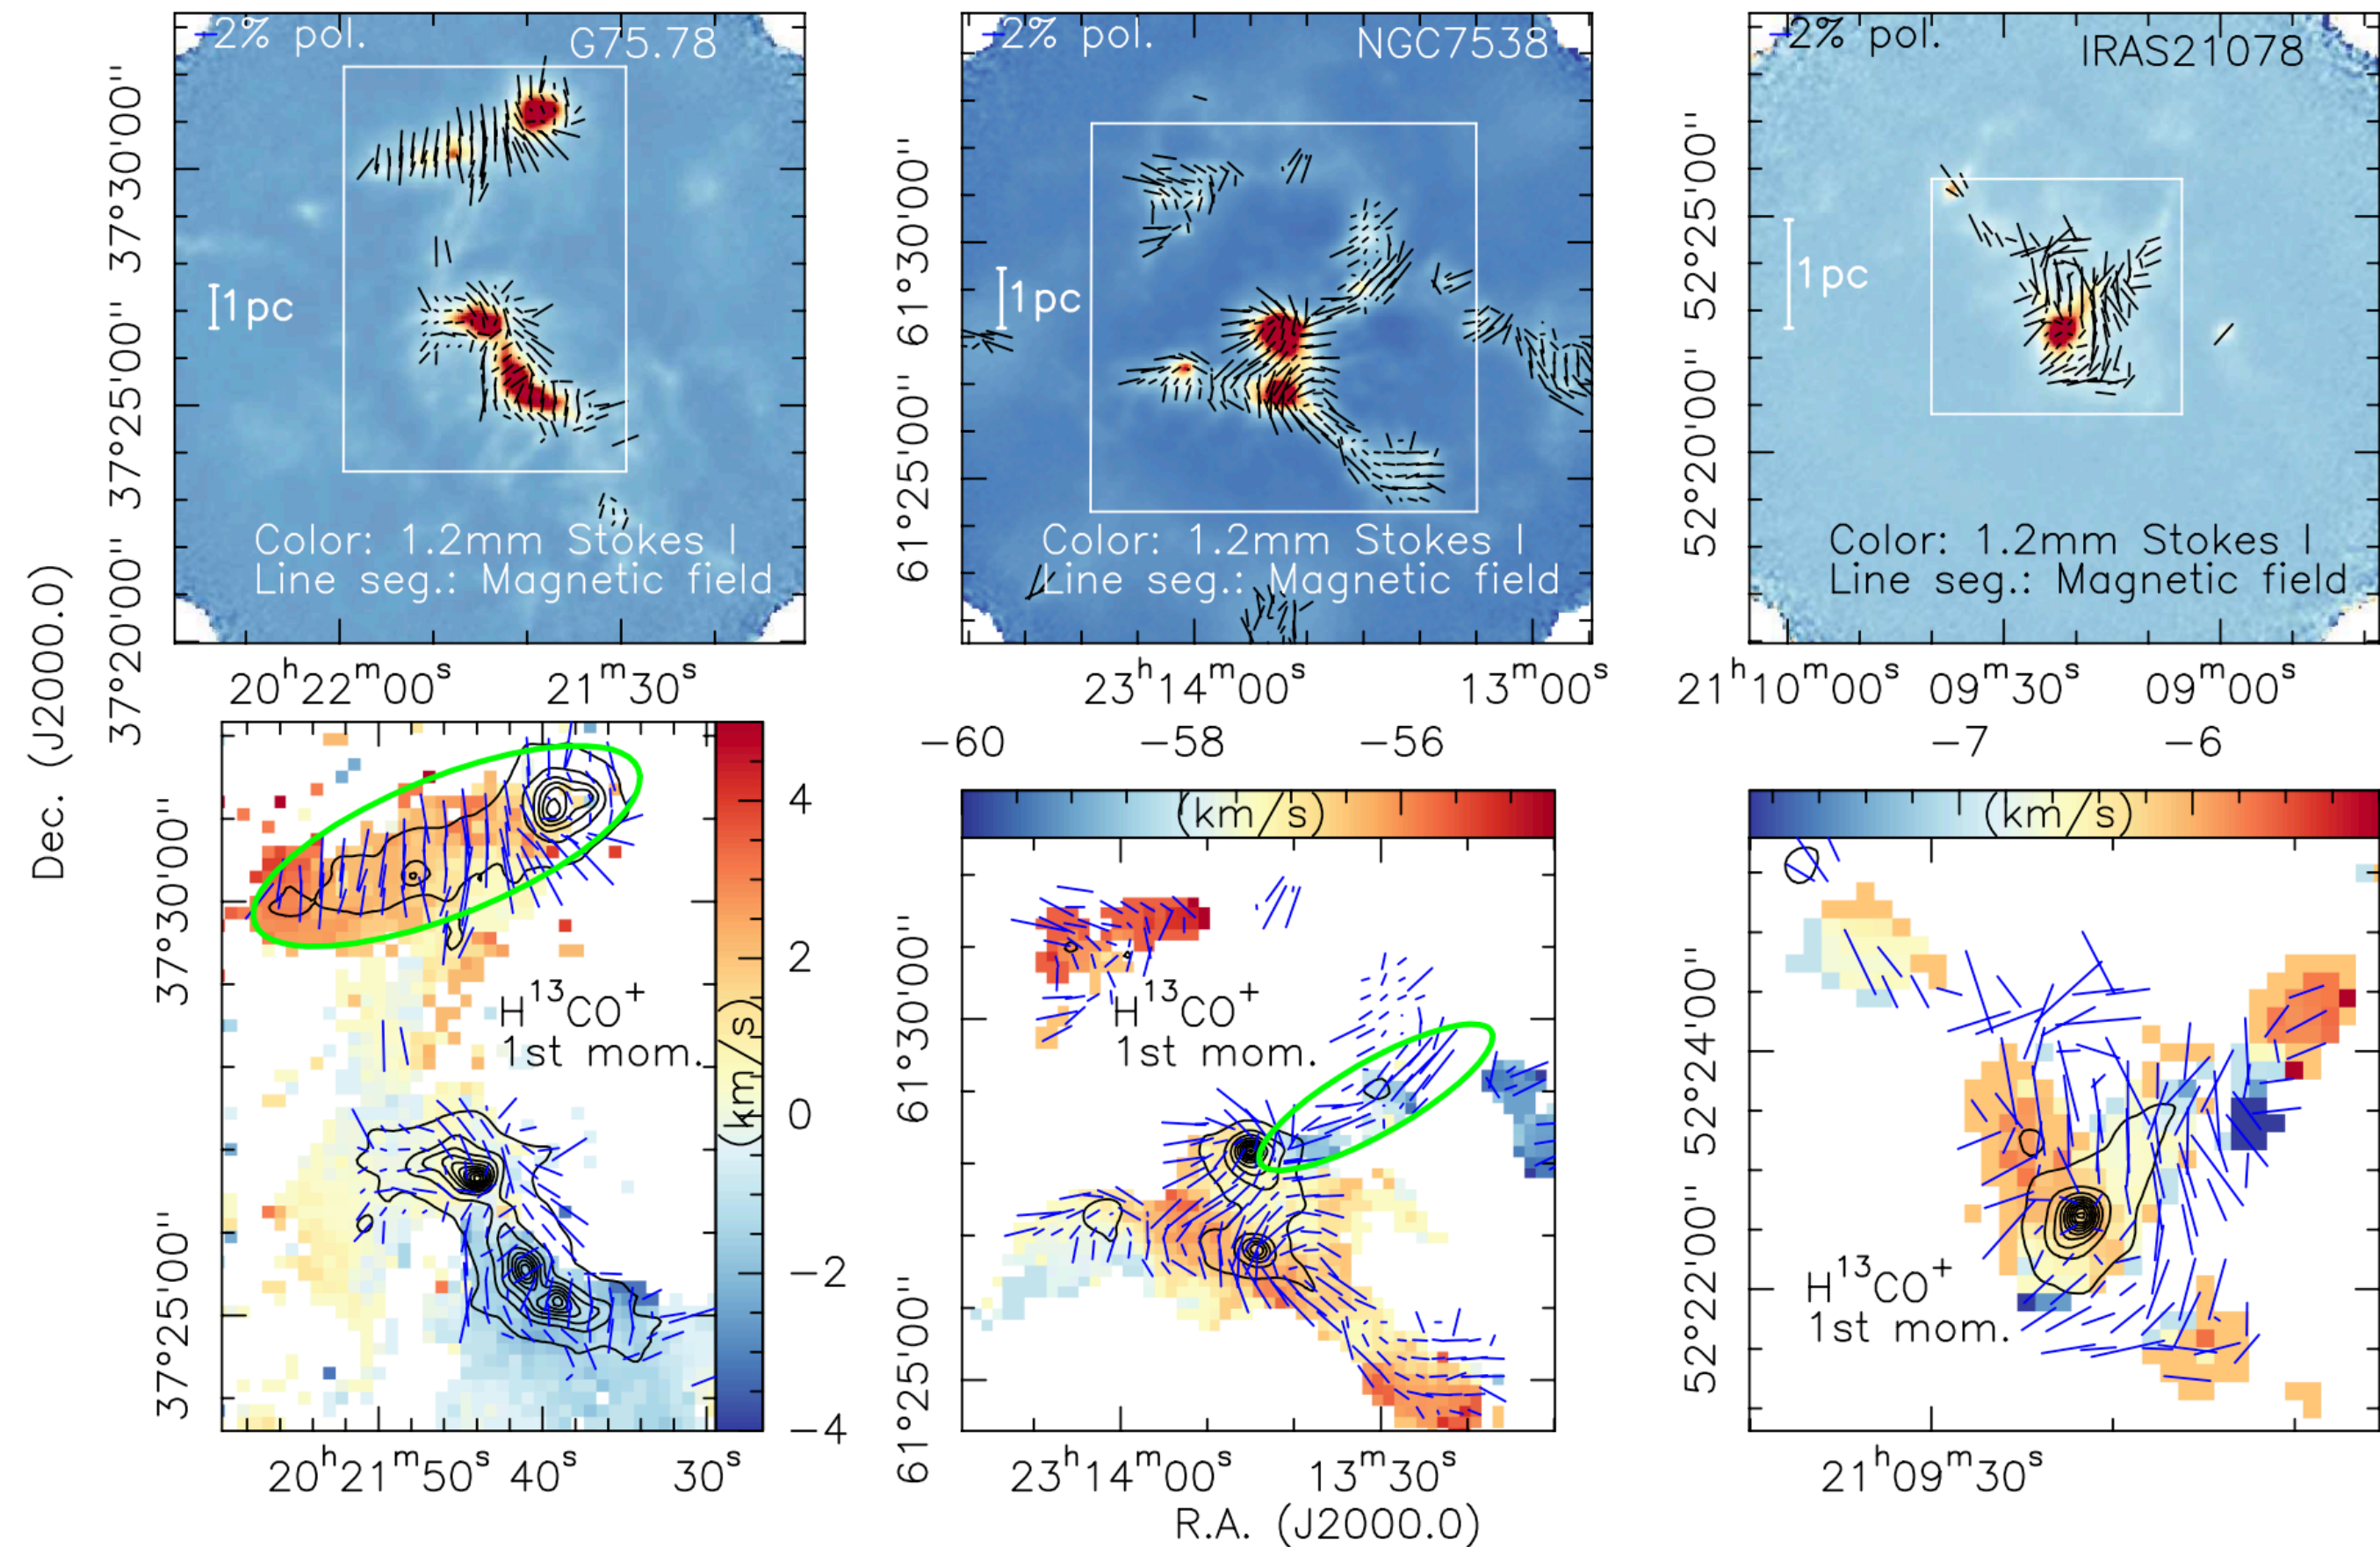 2% pol.
G75.78
1pc
Color: 1.2mm Stokes I
Line seg.: Magnetic field
37°30'00"
37°25'00"
37°20'00"
20ʰ22ᵐ00ˢ
21ᵐ30ˢ
2% pol.
NGC7538
1pc
Color: 1.2mm Stokes I
Line seg.: Magnetic field
61°30'00"
61°25'00"
23ʰ14ᵐ00ˢ
13ᵐ00ˢ
2% pol.
IRAS21078
1pc
Color: 1.2mm Stokes I
Line seg.: Magnetic field
52°25'00"
52°20'00"
21ʰ10ᵐ00ˢ
09ᵐ30ˢ
09ᵐ00ˢ
Dec. (J2000.0)
H¹³CO⁺
1st mom.
37°30'00"
37°25'00"
20ʰ21ᵐ50ˢ
40ˢ
30ˢ
(km/s)
4
2
0
−2
−4
−60
−58
−56
(km/s)
H¹³CO⁺
1st mom.
61°30'00"
61°25'00"
23ʰ14ᵐ00ˢ
13ᵐ30ˢ
−7
−6
(km/s)
H¹³CO⁺
1st mom.
52°24'00"
52°22'00"
21ʰ09ᵐ30ˢ
R.A. (J2000.0)